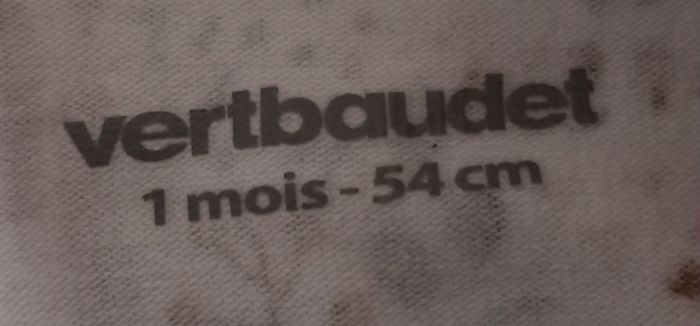 vertbaudet
1 mois - 54 cm